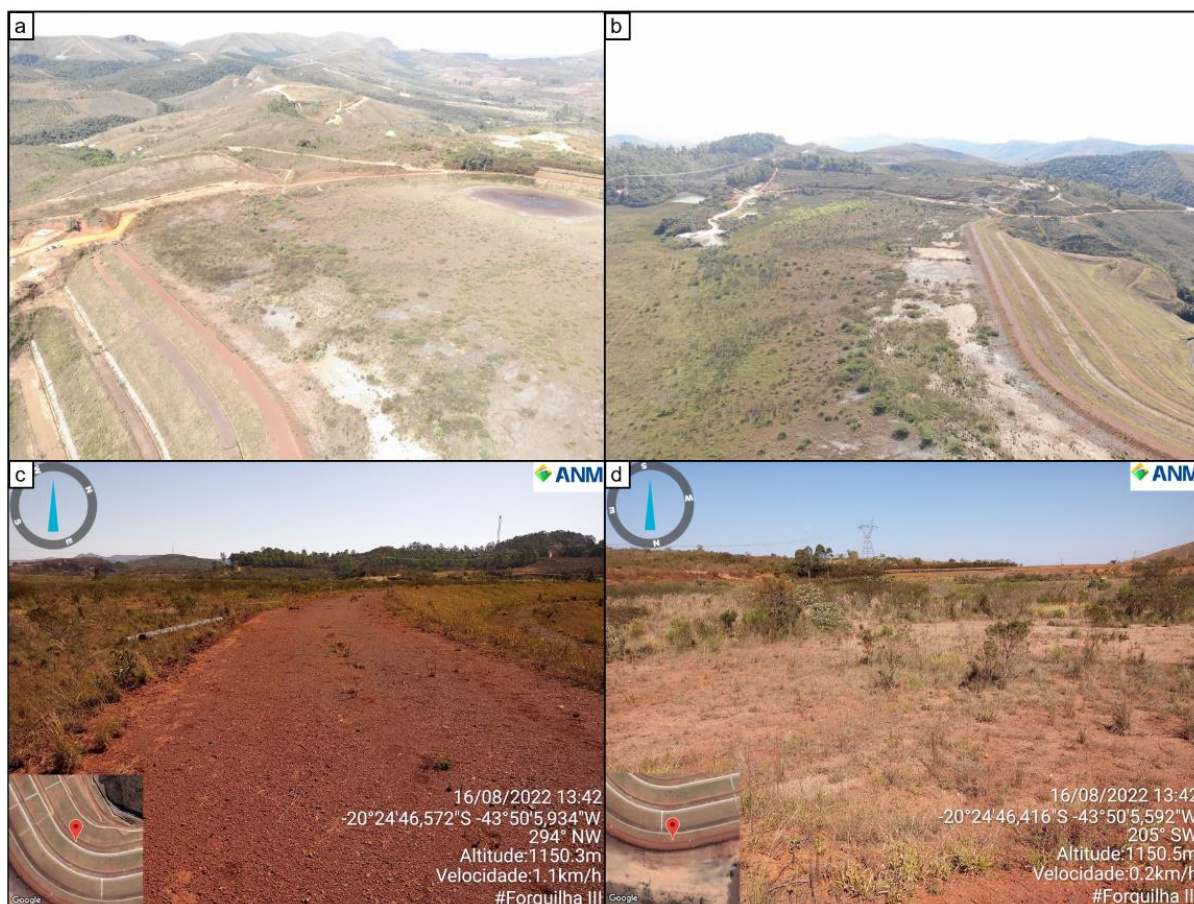 a
b
c
ANM
N
S
E
16/08/2022 13:42
-20°24'46,572"S -43°50'5,934"W
294° NW
Altitude:1150.3m
Velocidade:1.1km/h
#Forquilha III
Google
d
ANM
S
W
E
N
16/08/2022 13:42
-20°24'46,416"S -43°50'5,592"W
205° SW
Altitude:1150.5m
Velocidade:0.2km/h
#Forquilha III
Google